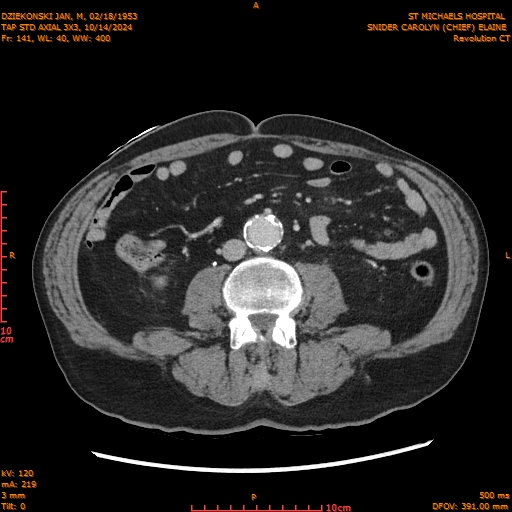 A
DZIEKONSKI JAN, M, 02/18/1953
TAP STD AXIAL 3X3, 10/14/2024
Fr: 141, WL: 40, WW: 400
ST MICHAELS HOSPITAL
SNIDER CAROLYN (CHIEF) ELAINE
Revolution CT
R
L
10
cm
kV: 120
mA: 219
3 mm
Tilt: 0
P
10cm
500 ms
DFOV: 391.00 mm